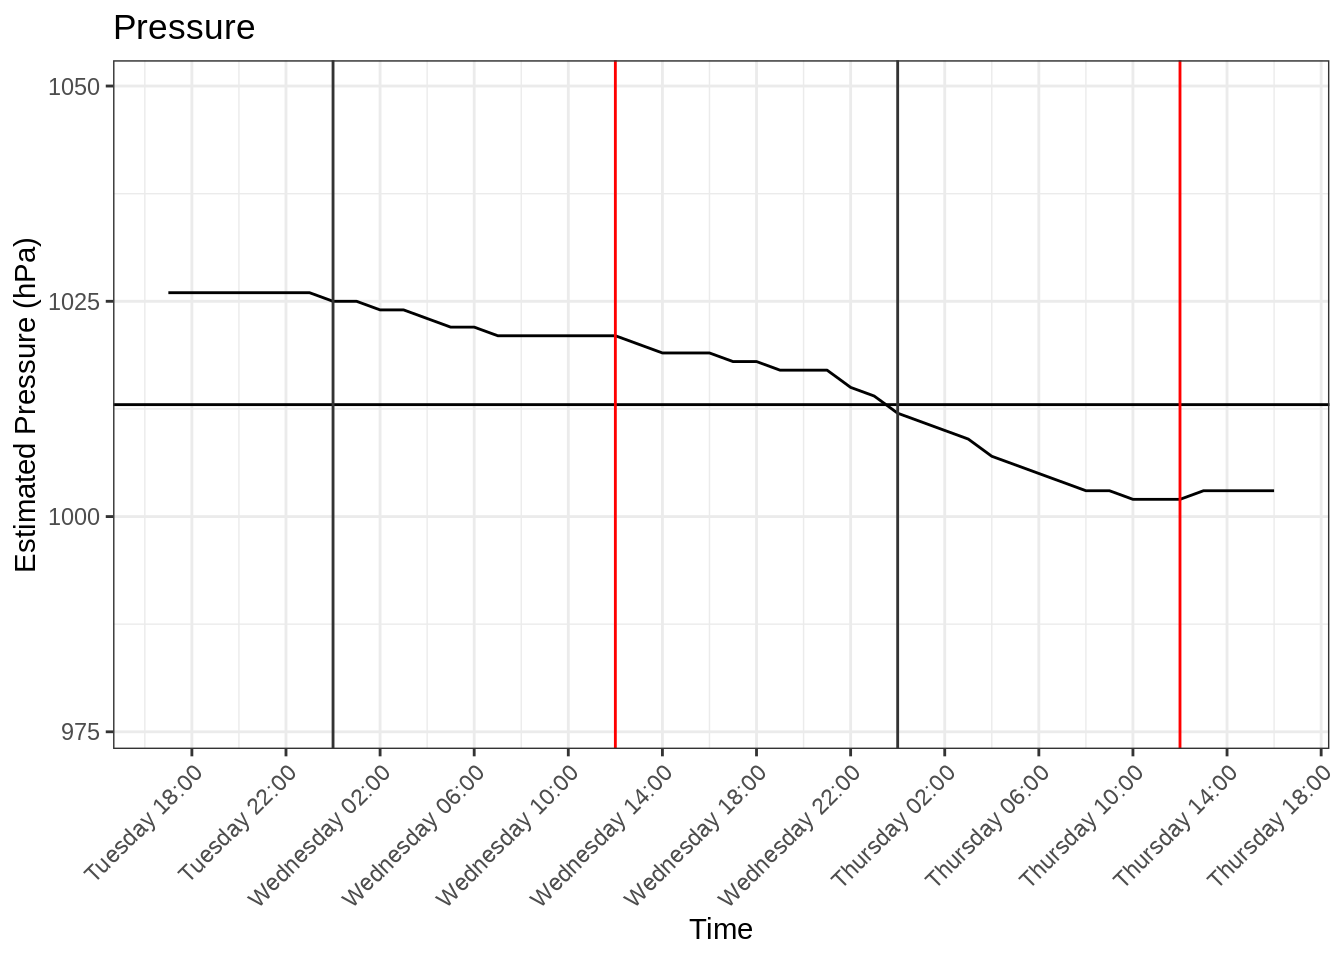 Pressure
Estimated Pressure (hPa)
1050
1025
1000
975
Tuesday 18:00
Tuesday 22:00
Wednesday 02:00
Wednesday 06:00
Wednesday 10:00
Wednesday 14:00
Wednesday 18:00
Wednesday 22:00
Thursday 02:00
Thursday 06:00
Thursday 10:00
Thursday 14:00
Thursday 18:00
Time